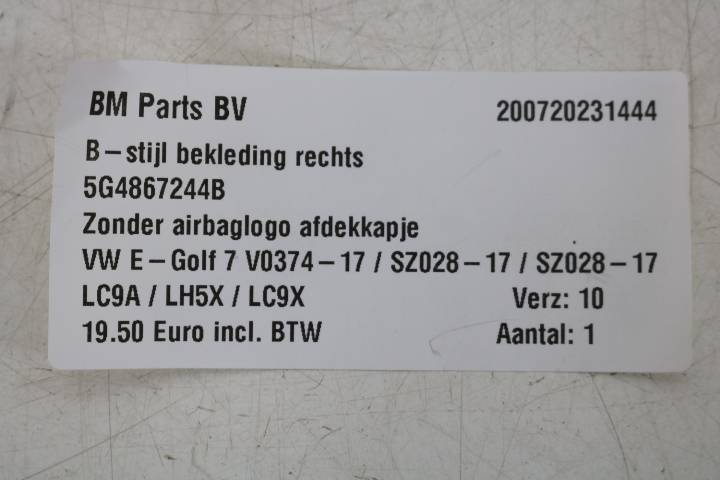 BM Parts BV 200720231444
B-stijl bekleding rechts
5G4867244B
Zonder airbaglogo afdekkapje
VW E-Golf 7 V0374-17 / SZ028-17 / SZ028-17
LC9A / LH5X / LC9X Verz: 10
19.50 Euro incl. BTW Aantal: 1